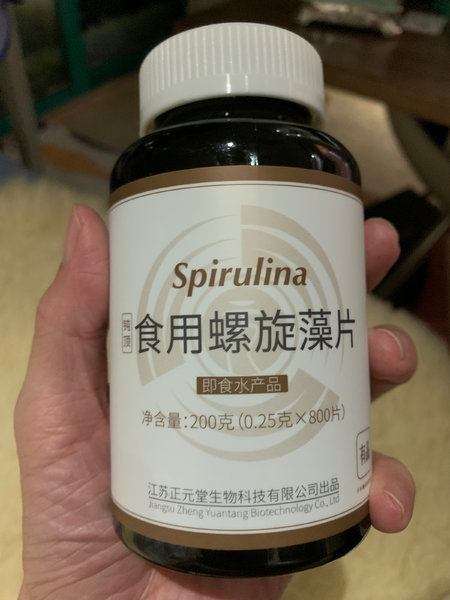 Spirulina
钝顶
食用螺旋藻片
即食水产品
净含量:200克(0.25克×800片)
江苏正元堂生物科技有限公司出品
Jiangsu Zheng Yuantang Biotechnology Co., Ltd